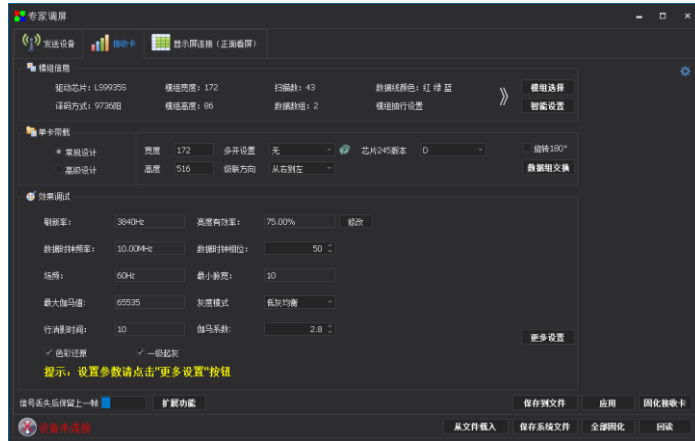 专家调屏
发送设备 接收卡 显示屏连接（正面看屏）
模组信息
驱动芯片: LS9935S 模组宽度: 172 扫描数: 43 数据线颜色: 红 绿 蓝 模组选择
译码方式: 9736阳 模组高度: 86 数据组数: 2 模组抽行设置 智能设置
单卡带载
常规设计 宽度 172 多开设置 无 芯片245版本 D 旋转180°
高级设计 高度 516 级联方向 从右到左 数据组交换
效果调试
刷新率: 3840Hz 亮度有效率: 75.00% 修改
数据时钟频率: 10.00MHz 数据时钟相位: 50
场频: 60Hz 最小脉宽: 10
最大伽马值: 65535 灰度模式 低灰均衡
行消影时间: 10 伽马系数: 2.8
更多设置
色彩还原 一级起灰
提示：设置参数请点击"更多设置"按钮
信号丢失后保留上一帧 扩展功能 保存到文件 应用 固化接收卡
设备未连接 从文件载入 保存系统文件 全部固化 回读